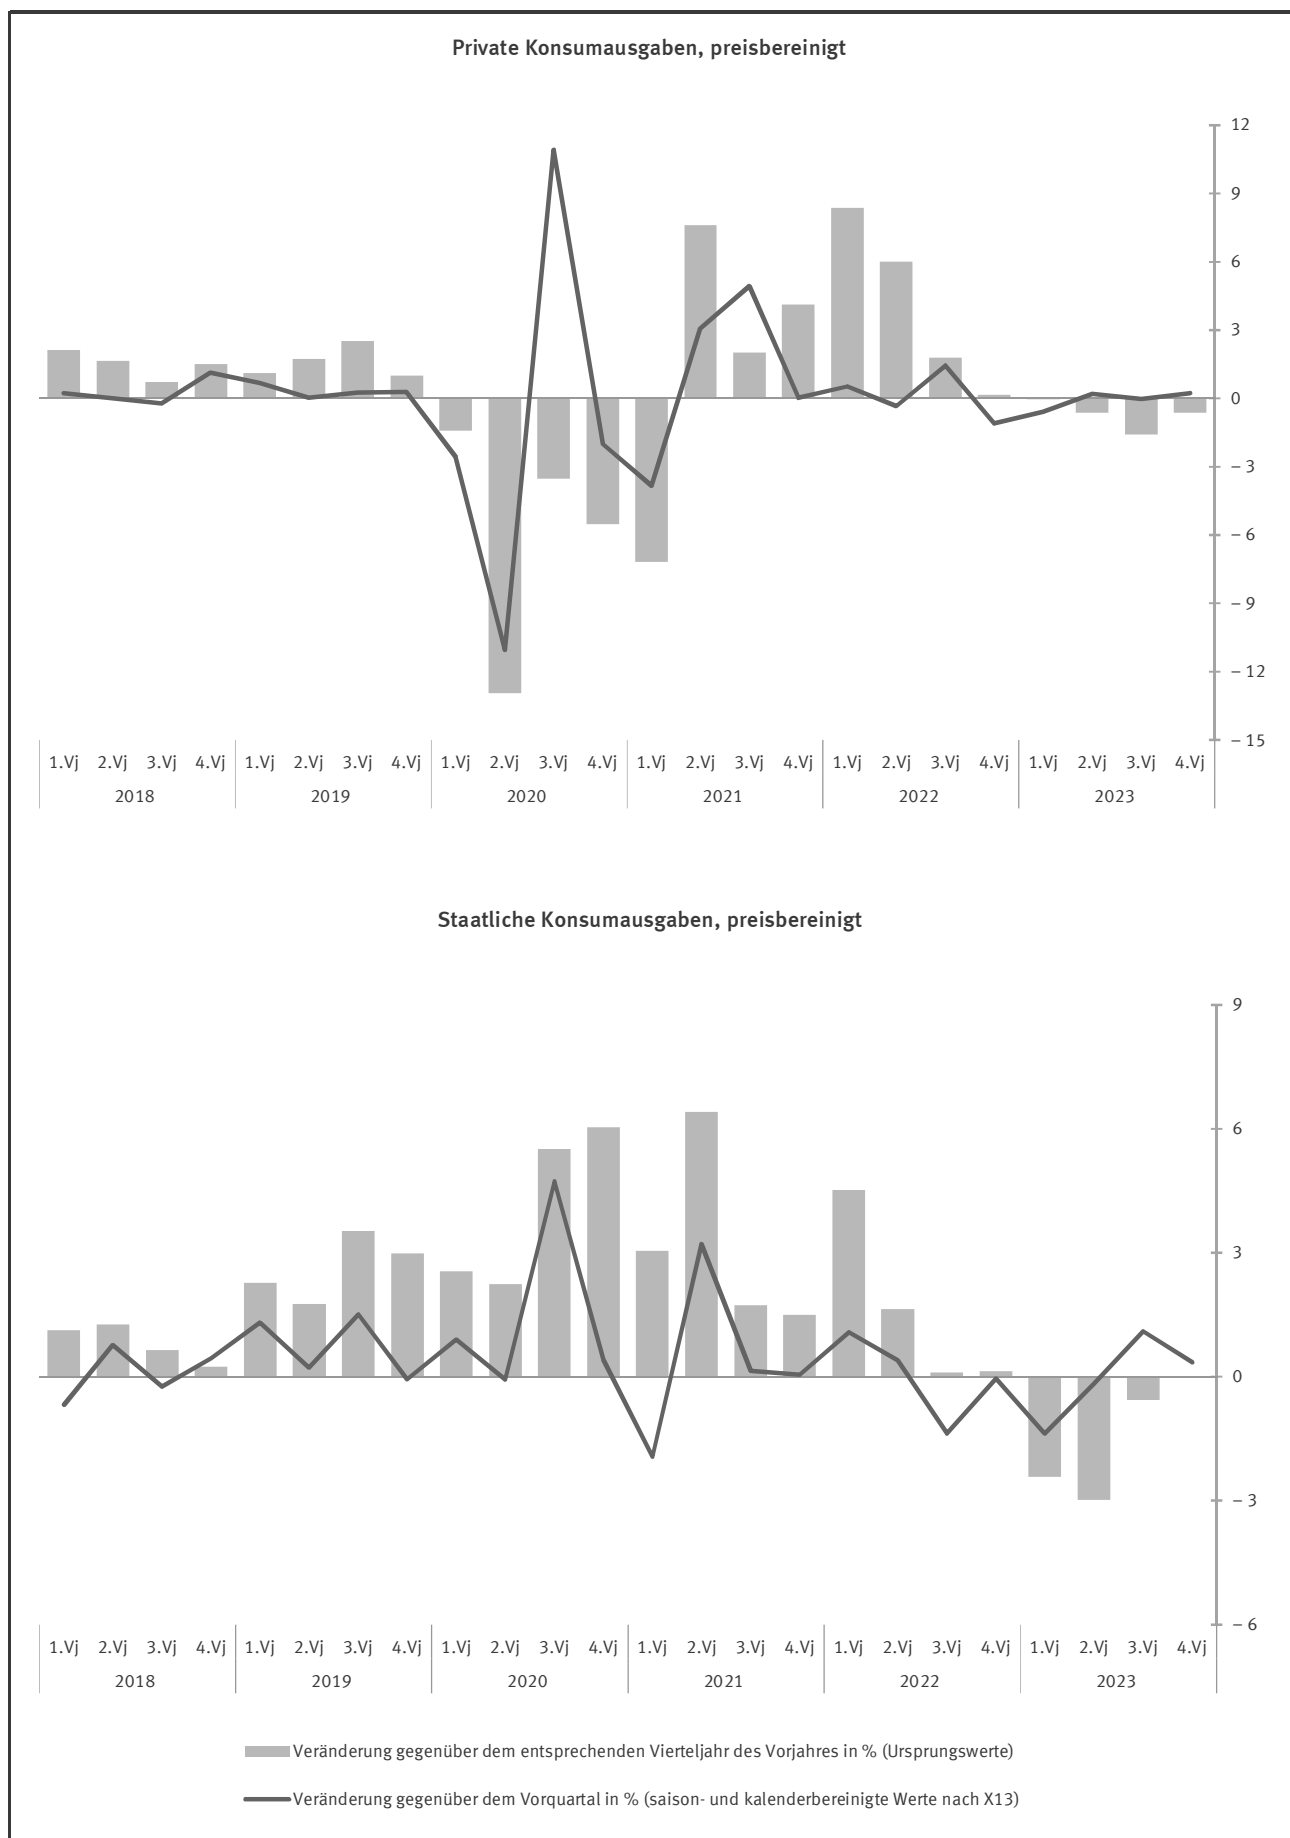 Private Konsumausgaben, preisbereinigt
12
9
6
3
0
– 3
– 6
– 9
– 12
– 15
1.Vj 2.Vj 3.Vj 4.Vj 1.Vj 2.Vj 3.Vj 4.Vj 1.Vj 2.Vj 3.Vj 4.Vj 1.Vj 2.Vj 3.Vj 4.Vj 1.Vj 2.Vj 3.Vj 4.Vj 1.Vj 2.Vj 3.Vj 4.Vj
2018 2019 2020 2021 2022 2023
Staatliche Konsumausgaben, preisbereinigt
9
6
3
0
– 3
– 6
1.Vj 2.Vj 3.Vj 4.Vj 1.Vj 2.Vj 3.Vj 4.Vj 1.Vj 2.Vj 3.Vj 4.Vj 1.Vj 2.Vj 3.Vj 4.Vj 1.Vj 2.Vj 3.Vj 4.Vj 1.Vj 2.Vj 3.Vj 4.Vj
2018 2019 2020 2021 2022 2023
Veränderung gegenüber dem entsprechenden Vierteljahr des Vorjahres in % (Ursprungswerte)
Veränderung gegenüber dem Vorquartal in % (saison- und kalenderbereinigte Werte nach X13)